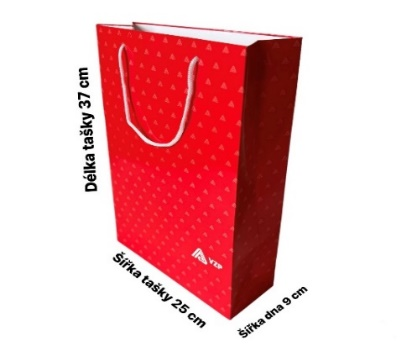 Délka tašky 37 cm
VZP
Šířka tašky 25 cm
Šířka dna 9 cm